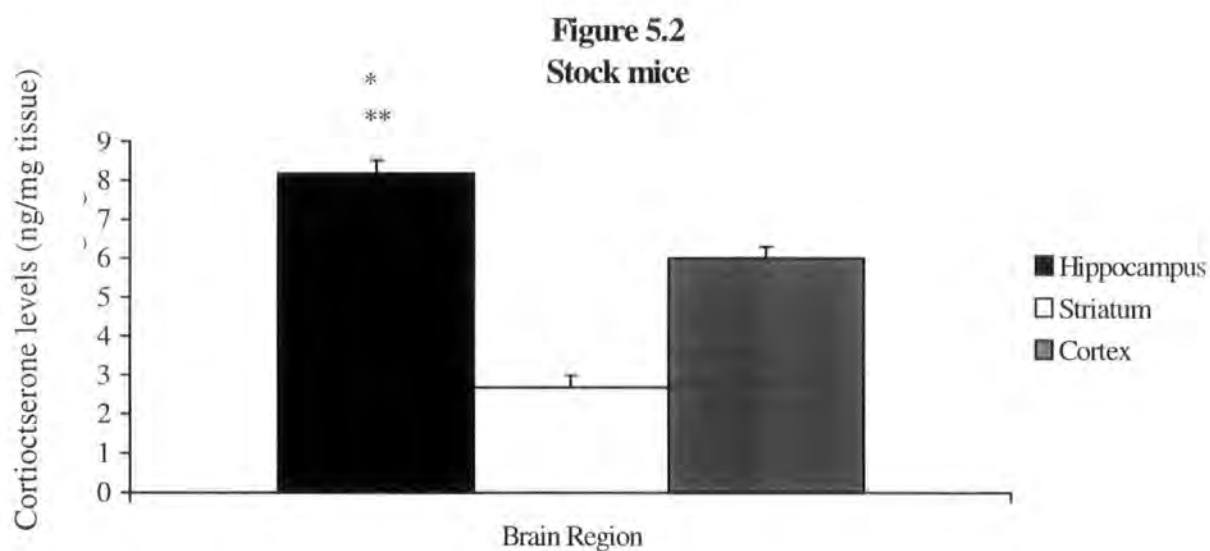 Figure 5.2
Stock mice
*
**
Cortioctserone levels (ng/mg tissue)
9
8
7
6
5
4
3
2
1
0
)
)
Hippocampus
Striatum
Cortex
Brain Region